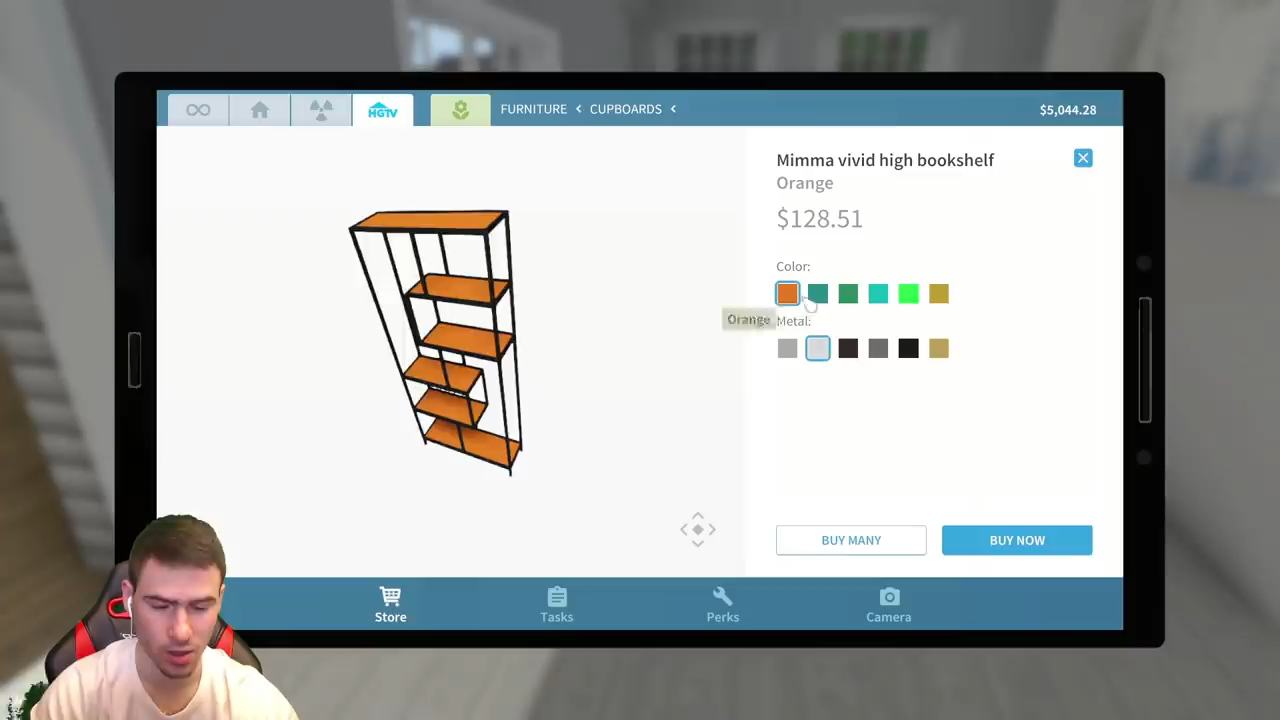 HGTV
FURNITURE < CUPBOARDS <
$5,044.28
Mimma vivid high bookshelf
Orange
$128.51
Color:
Orange
Metal:
BUY MANY
BUY NOW
Store
Tasks
Perks
Camera